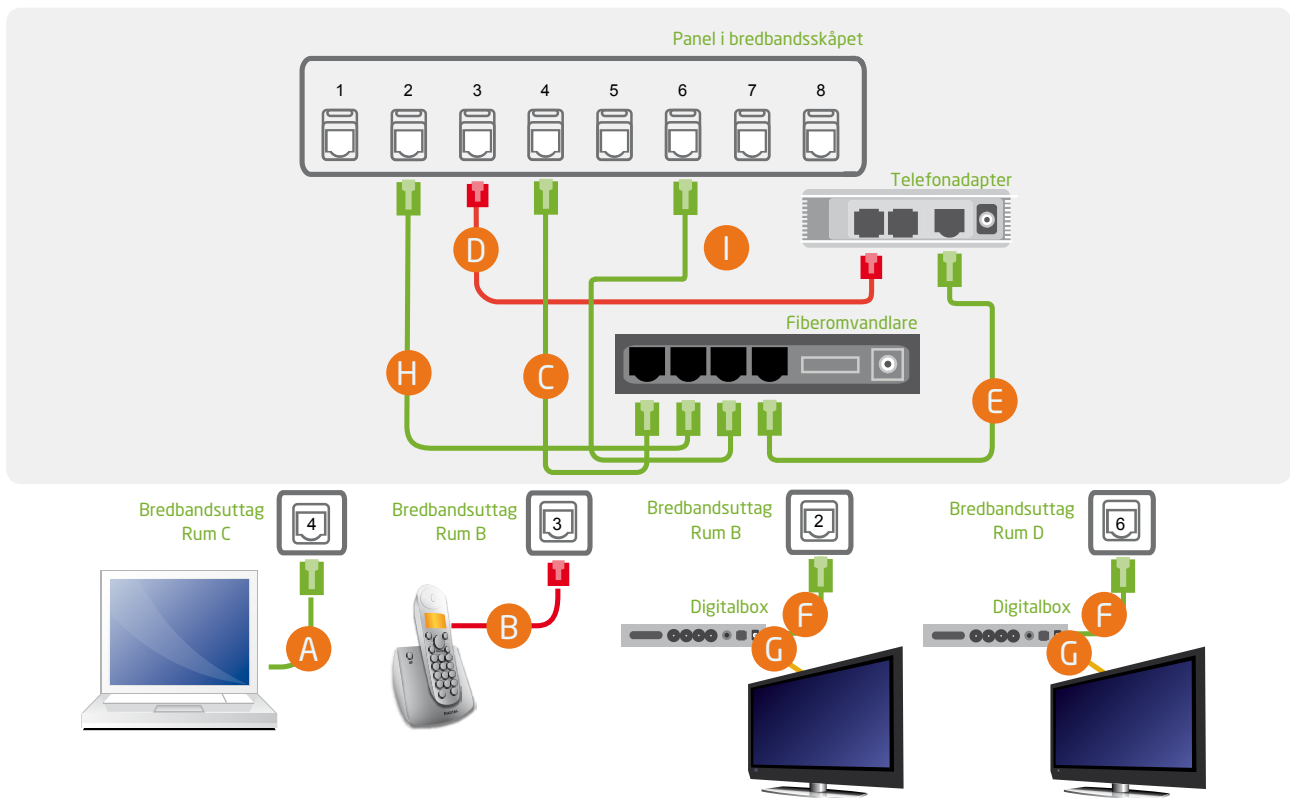 Panel i bredbandsskåpet
1 2 3 4 5 6 7 8
Telefonadapter
D
I
Fiberomvandlare
H
C
E
Bredbandsuttag
Rum C
4
Bredbandsuttag
Rum B
3
Bredbandsuttag
Rum B
2
Bredbandsuttag
Rum D
6
A
B
Digitalbox
F
G
Digitalbox
F
G